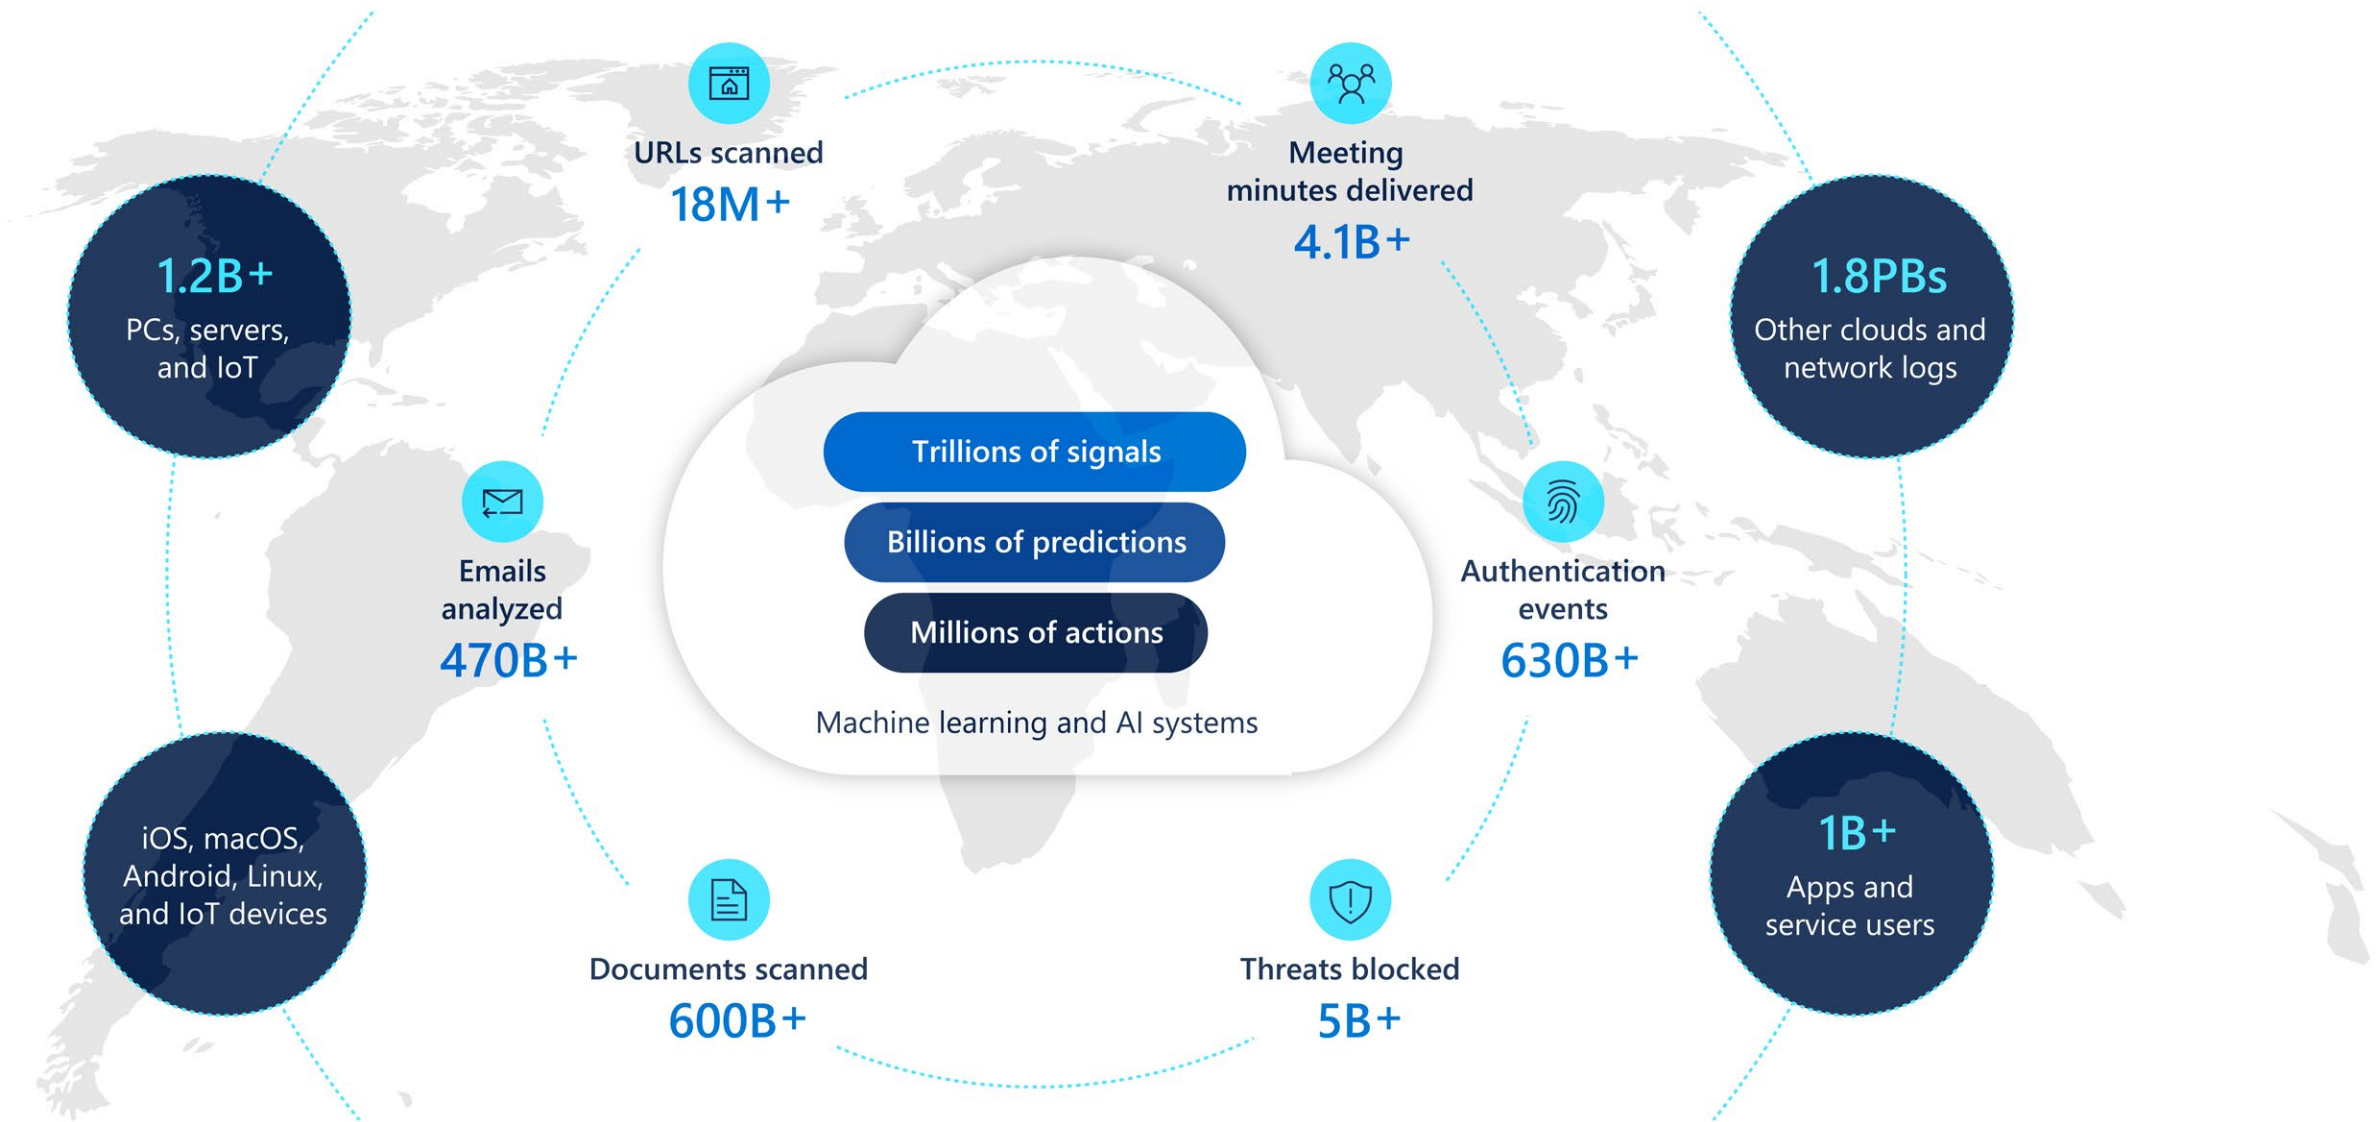 URLs scanned
18M+
Meeting
minutes delivered
4.1B+
1.2B+
PCs, servers,
and IoT
1.8PBs
Other clouds and
network logs
Trillions of signals
Billions of predictions
Millions of actions
Machine learning and AI systems
Emails
analyzed
470B+
Authentication
events
630B+
iOS, macOS,
Android, Linux,
and IoT devices
1B+
Apps and
service users
Documents scanned
600B+
Threats blocked
5B+